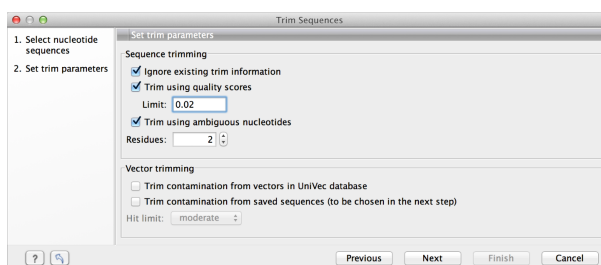 Trim Sequences
1. Select nucleotide
sequences
2. Set trim parameters
Set trim parameters
Sequence trimming
Ignore existing trim information
Trim using quality scores
Limit: 0.02
Trim using ambiguous nucleotides
Residues: 2
Vector trimming
Trim contamination from vectors in UniVec database
Trim contamination from saved sequences (to be chosen in the next step)
Hit limit: moderate
? Previous Next Finish Cancel